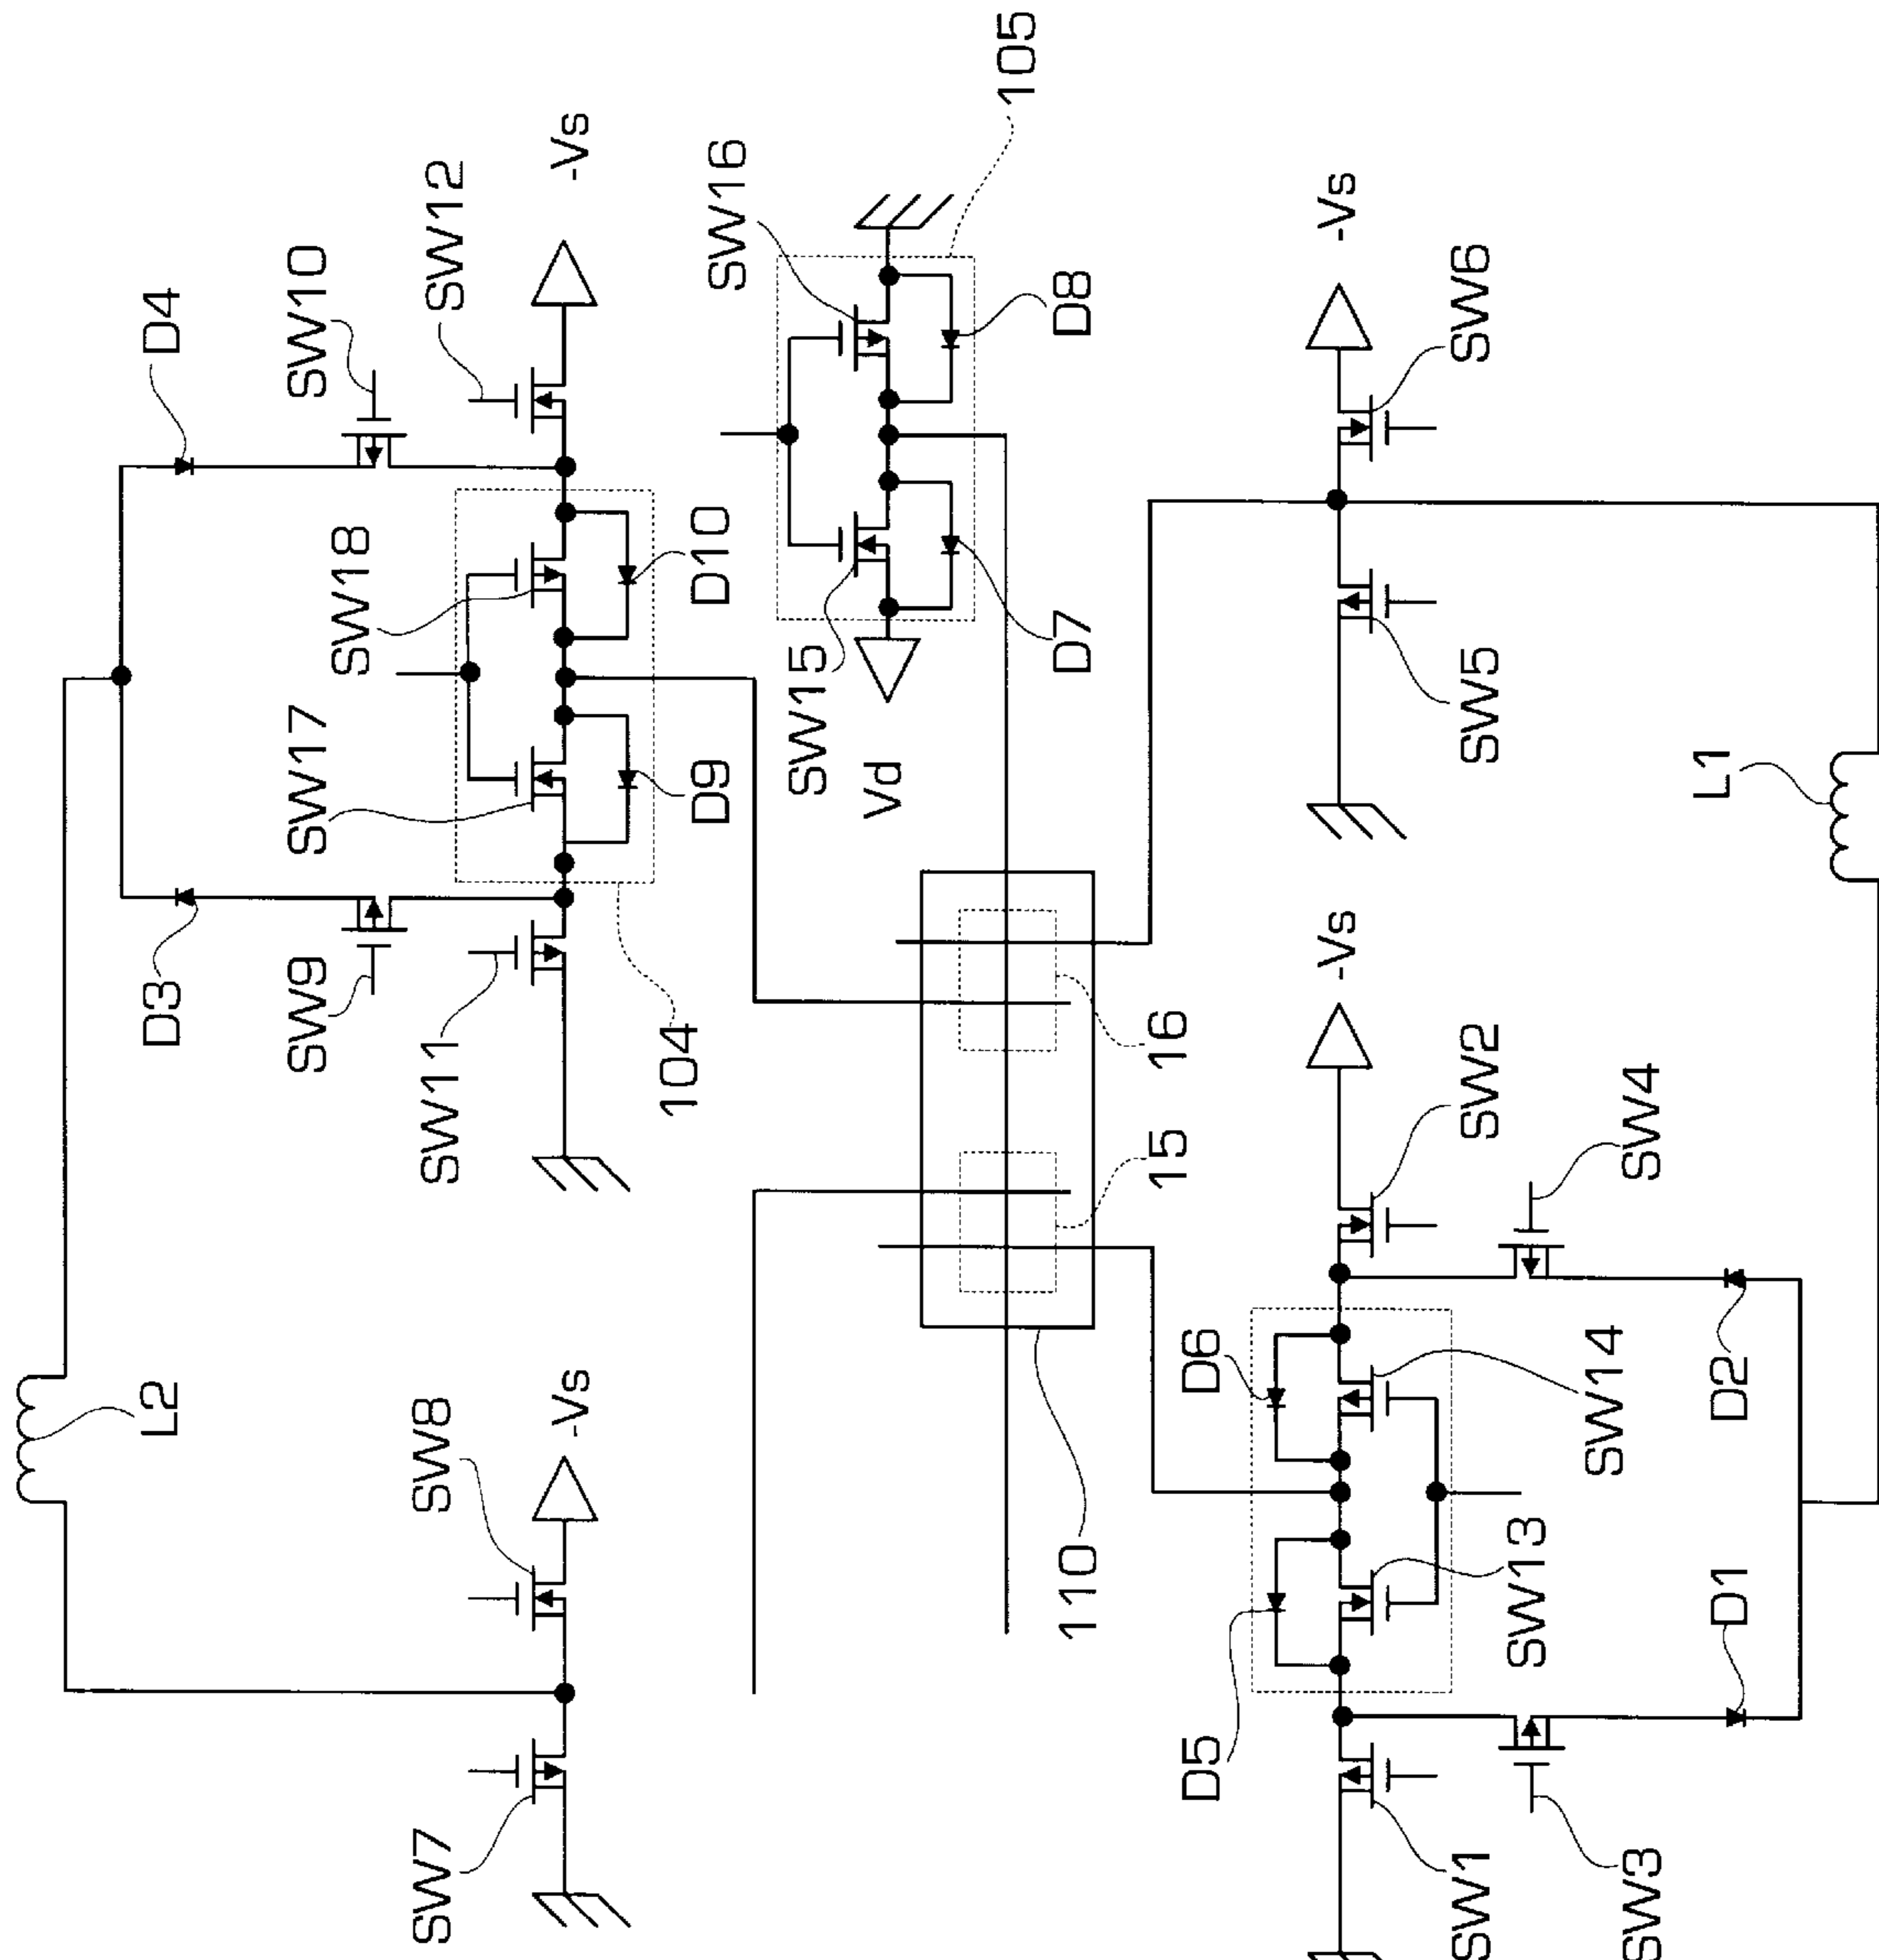 105
-Vs
SW12
SW10
D4
SW16
D8
-Vs
SW6
SW18
D10
SW15
D7
SW17
D9
Vd
SW5
L1
D3
SW9
SW11
104
16
-Vs
SW2
SW4
15
L2
SW8
-Vs
110
D6
SW14
D2
SW13
D1
D5
SW7
SW1
SW3